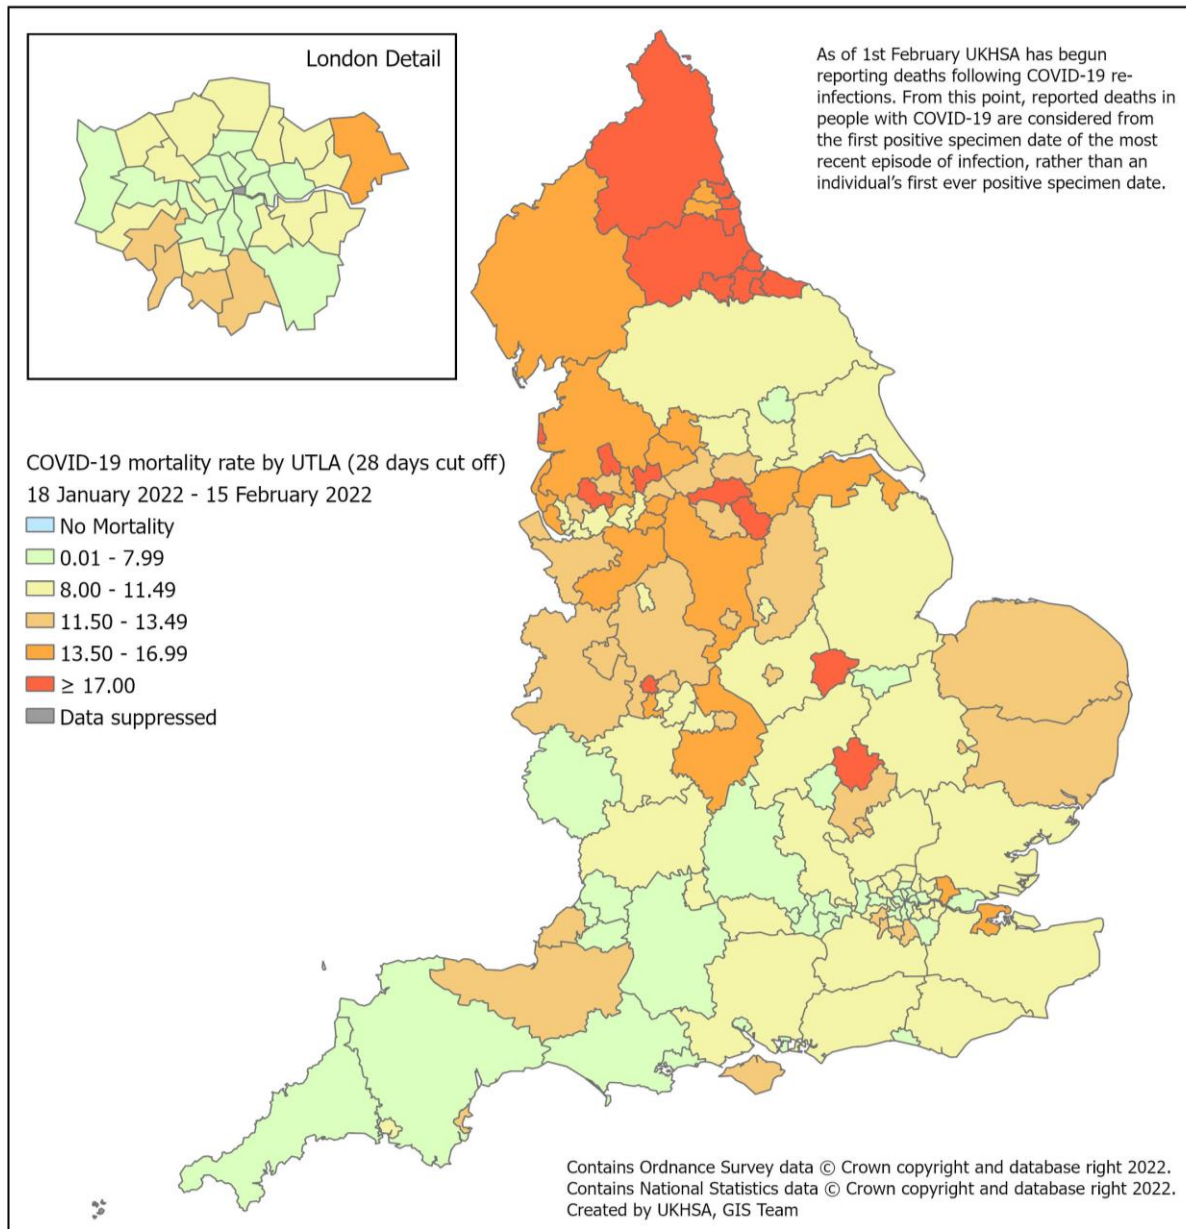 London Detail
As of 1st February UKHSA has begun
reporting deaths following COVID-19 re-
infections. From this point, reported deaths in
people with COVID-19 are considered from
the first positive specimen date of the most
recent episode of infection, rather than an
individual's first ever positive specimen date.
COVID-19 mortality rate by UTLA (28 days cut off)
18 January 2022 - 15 February 2022
No Mortality
0.01 - 7.99
8.00 - 11.49
11.50 - 13.49
13.50 - 16.99
≥ 17.00
Data suppressed
Contains Ordnance Survey data © Crown copyright and database right 2022.
Contains National Statistics data © Crown copyright and database right 2022.
Created by UKHSA, GIS Team